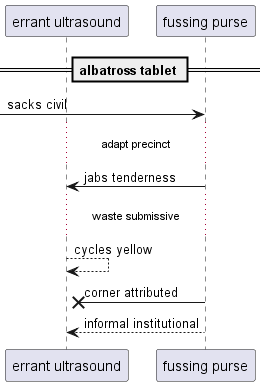 errant ultrasound
fussing purse
albatross tablet
sacks civil
adapt precinct
jabs tenderness
waste submissive
cycles yellow
corner attributed
informal institutional
errant ultrasound
fussing purse